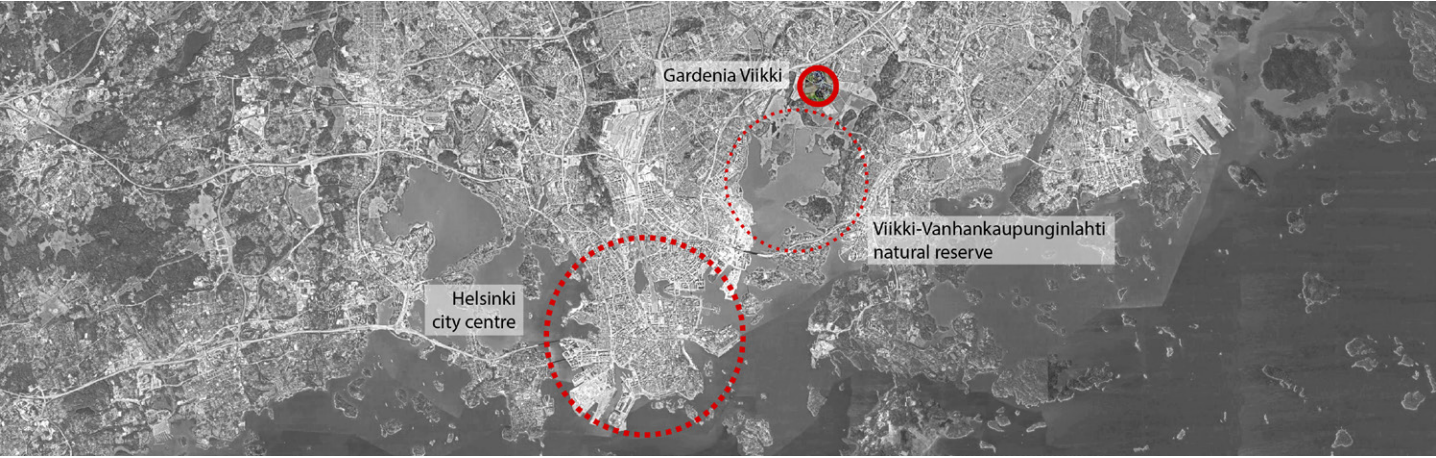 Gardenia Viikki
Viikki-Vanhankaupunginlahti
natural reserve
Helsinki
city centre